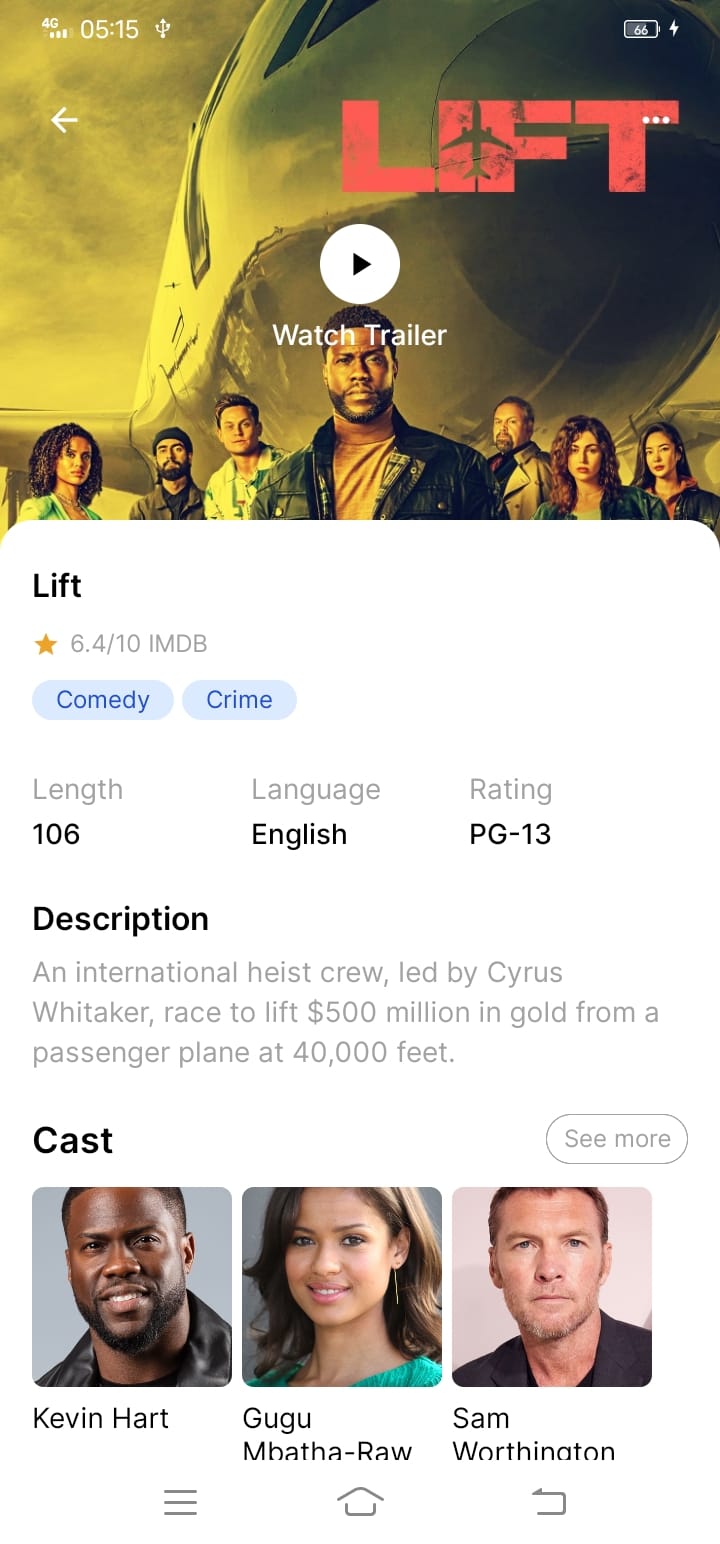 4G 05:15 66
LIFT
Watch Trailer
Lift
6.4/10 IMDB
Comedy Crime
Length Language Rating
106 English PG-13
Description
An international heist crew, led by Cyrus
Whitaker, race to lift $500 million in gold from a
passenger plane at 40,000 feet.
Cast See more
Kevin Hart Gugu Sam
Mbatha-Raw Worthington